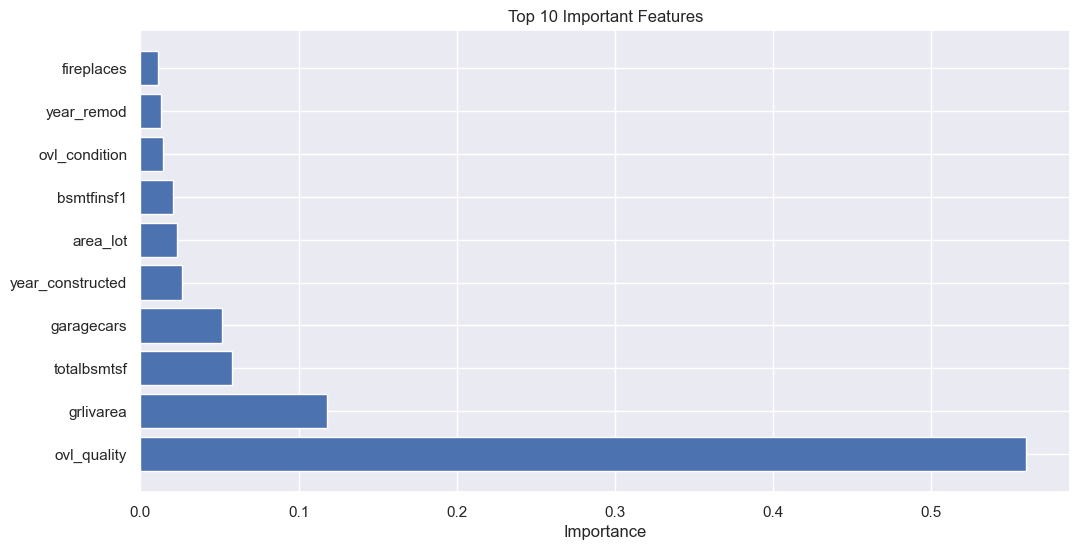 Top 10 Important Features
fireplaces
year_remod
ovl_condition
bsmtfinsf1
area_lot
year_constructed
garagecars
totalbsmtsf
grlivarea
ovl_quality
0.0 0.1 0.2 0.3 0.4 0.5
Importance